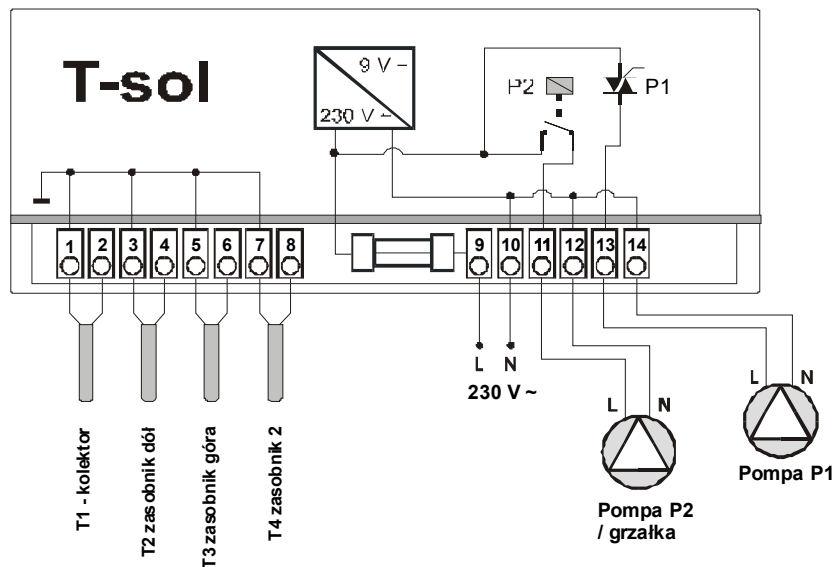 T-sol
9 V –
230 V ~
P2
P1
1 2 3 4 5 6 7 8 9 10 11 12 13 14
L N
230 V ~
L N
L N
T1 - kolektor
T2 zasobnik dół
T3 zasobnik góra
T4 zasobnik 2
Pompa P2
/ grzałka
Pompa P1